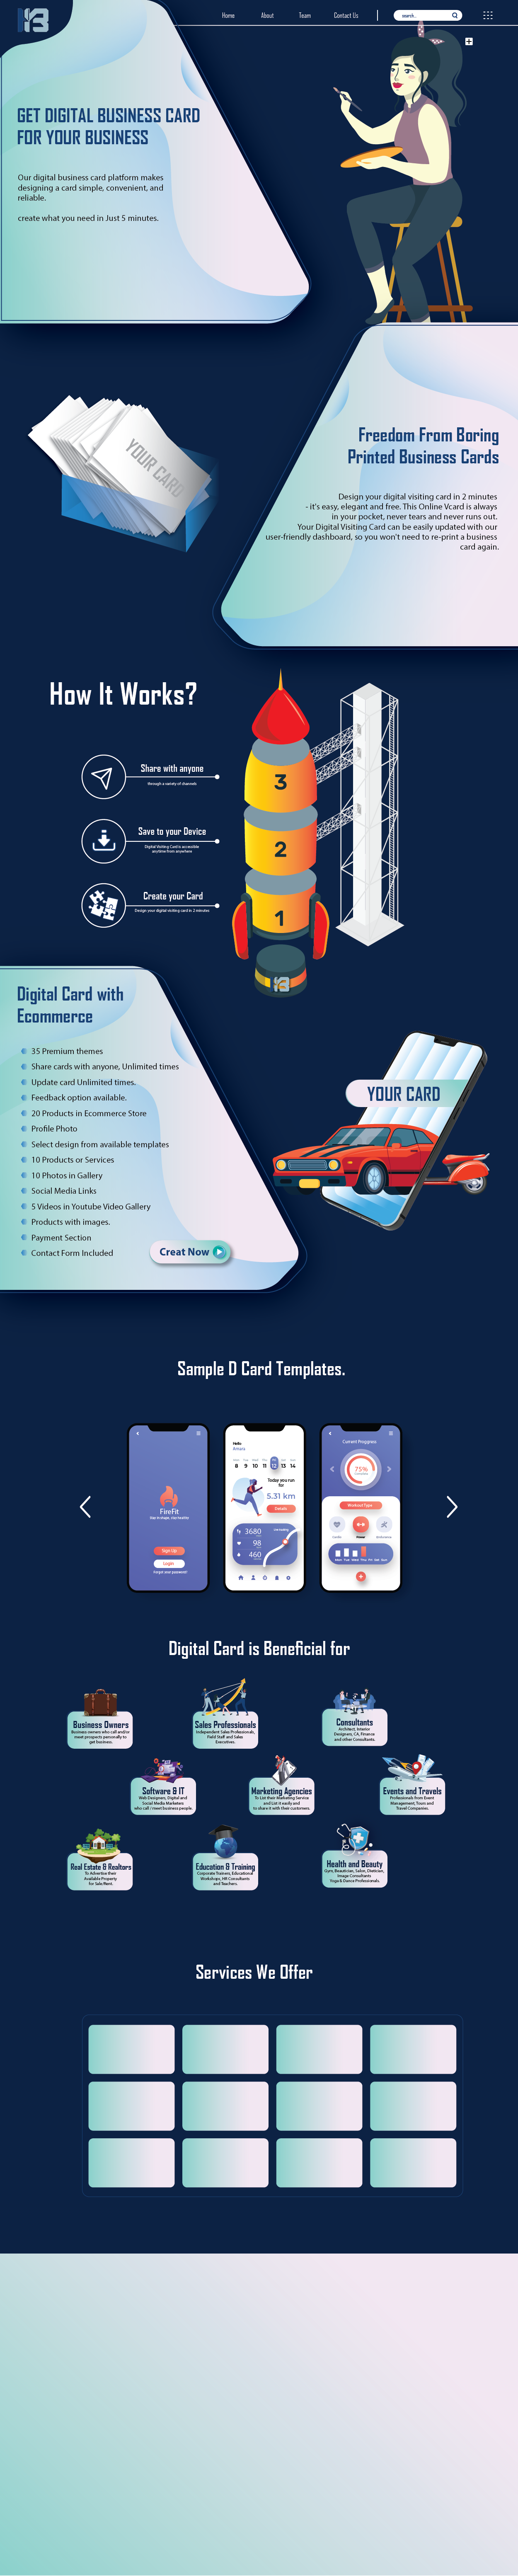 Home About Team Contact Us search..
GET DIGITAL BUSINESS CARD
FOR YOUR BUSINESS
Our digital business card platform makes
designing a card simple, convenient, and
reliable.
create what you need in Just 5 minutes.
YOUR CARD
Freedom From Boring
Printed Business Cards
Design your digital visiting card in 2 minutes
- it's easy, elegant and free. This Online Vcard is always
in your pocket, never tears and never runs out.
Your Digital Visiting Card can be easily updated with our
user-friendly dashboard, so you won't need to re-print a business
card again.
How It Works?
Share with anyone
through a variety of channels
3
Save to your Device
Digital Visiting Card is accessible
anytime from anywhere
2
Create your Card
Design your digital visiting card in 2 minutes
1
Digital Card with
Ecommerce
35 Premium themes
Share cards with anyone, Unlimited times
Update card Unlimited times.
Feedback option available.
20 Products in Ecommerce Store
Profile Photo
Select design from available templates
10 Products or Services
10 Photos in Gallery
Social Media Links
5 Videos in Youtube Video Gallery
Products with images.
Payment Section
Contact Form Included
Creat Now
YOUR CARD
Sample D Card Templates.
FireFit
Sign Up
Login
Forgot your password?
Hello
8 9 10 11 12 13 14
Today you run
for
5.31 km
Details
3680
98
460
Current Progress
75%
Workout Type
Digital Card is Beneficial for
Business Owners
Business owners who call and/or
meet prospects personally to
get business.
Sales Professionals
Independent Sales Professionals,
Field Staff and Sales
Executives.
Consultants
Architect, Interior
Designers, CA, Finance
and other Consultants.
Software & IT
Web Designers, Digital and
Social Media Marketers
who call / meet business people.
Marketing Agencies
To List their Marketing Service
and List it easily and
to share it with their customers.
Events and Travels
Professionals from Event
Management, Tours and
Travel Companies.
Real Estate & Realtors
To Advertise their
Available Property
for Sale/Rent.
Education & Training
Corporate Trainers, Educational
Workshops, HR Consultants
and Teachers.
Health and Beauty
Gym, Beautician, Salon, Dietician,
Image Consultants
Yoga & Dance Professionals.
Services We Offer